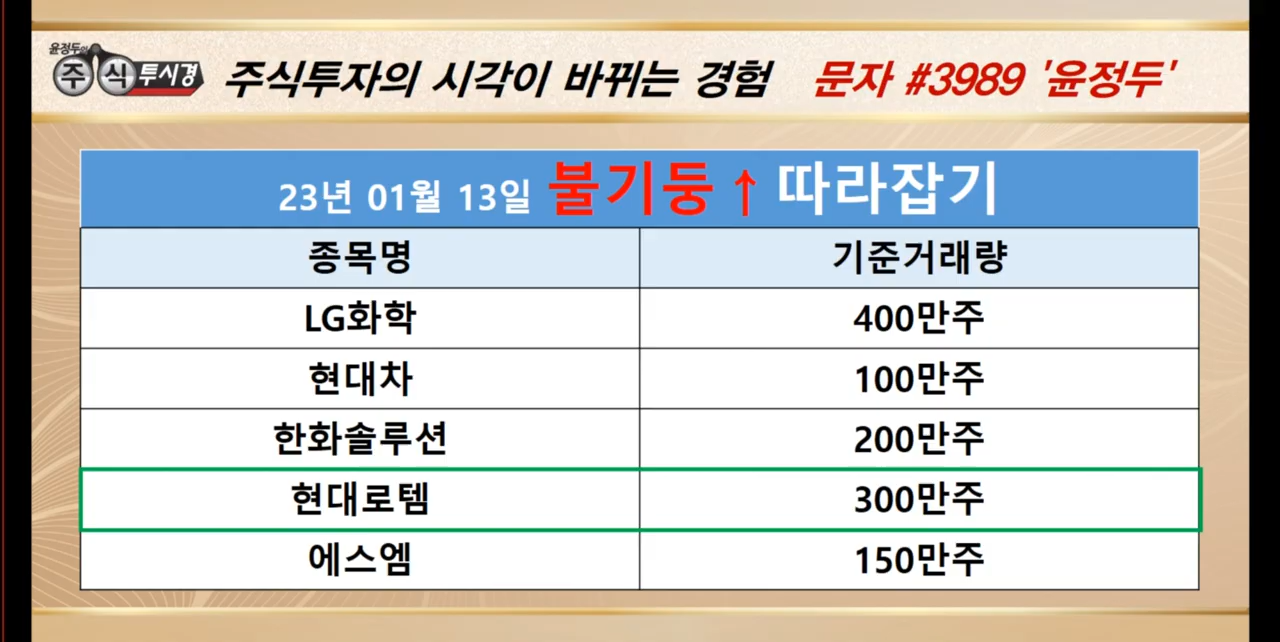 윤정두의
주식투시경
주식투자의 시각이 바뀌는 경험 문자 #3989 '윤정두'
23년 01월 13일 불기둥↑ 따라잡기
종목명 기준거래량
LG화학 400만주
현대차 100만주
한화솔루션 200만주
현대로템 300만주
에스엠 150만주